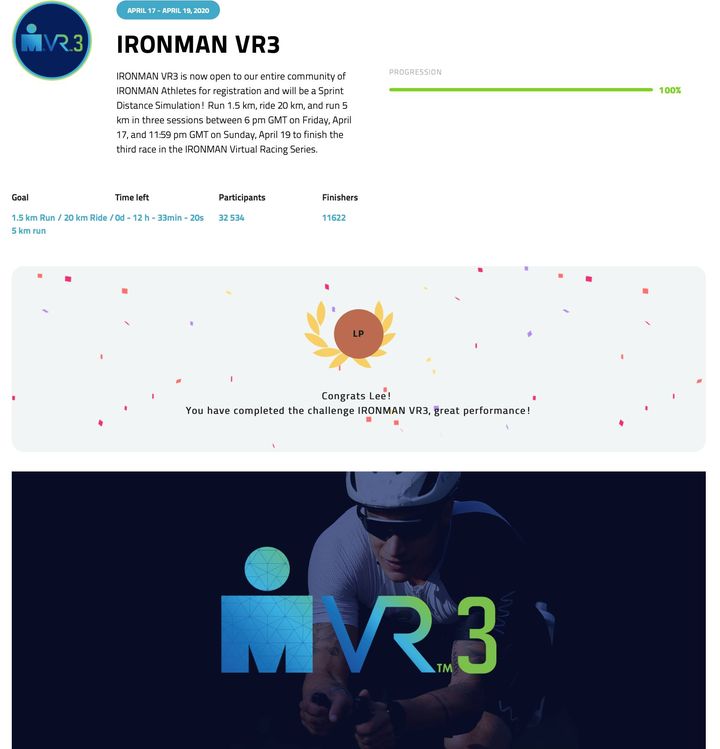 VR.3
APRIL 17 - APRIL 19, 2020
IRONMAN VR3
IRONMAN VR3 is now open to our entire community of
IRONMAN Athletes for registration and will be a Sprint
Distance Simulation! Run 1.5 km, ride 20 km, and run 5
km in three sessions between 6 pm GMT on Friday, April
17, and 11:59 pm GMT on Sunday, April 19 to finish the
third race in the IRONMAN Virtual Racing Series.
PROGRESSION
100%
Goal
1.5 km Run / 20 km Ride /
5 km run
Time left
0d - 12 h - 33min - 20s
Participants
32 534
Finishers
11622
LP
Congrats Lee!
You have completed the challenge IRONMAN VR3, great performance!
M VR™3